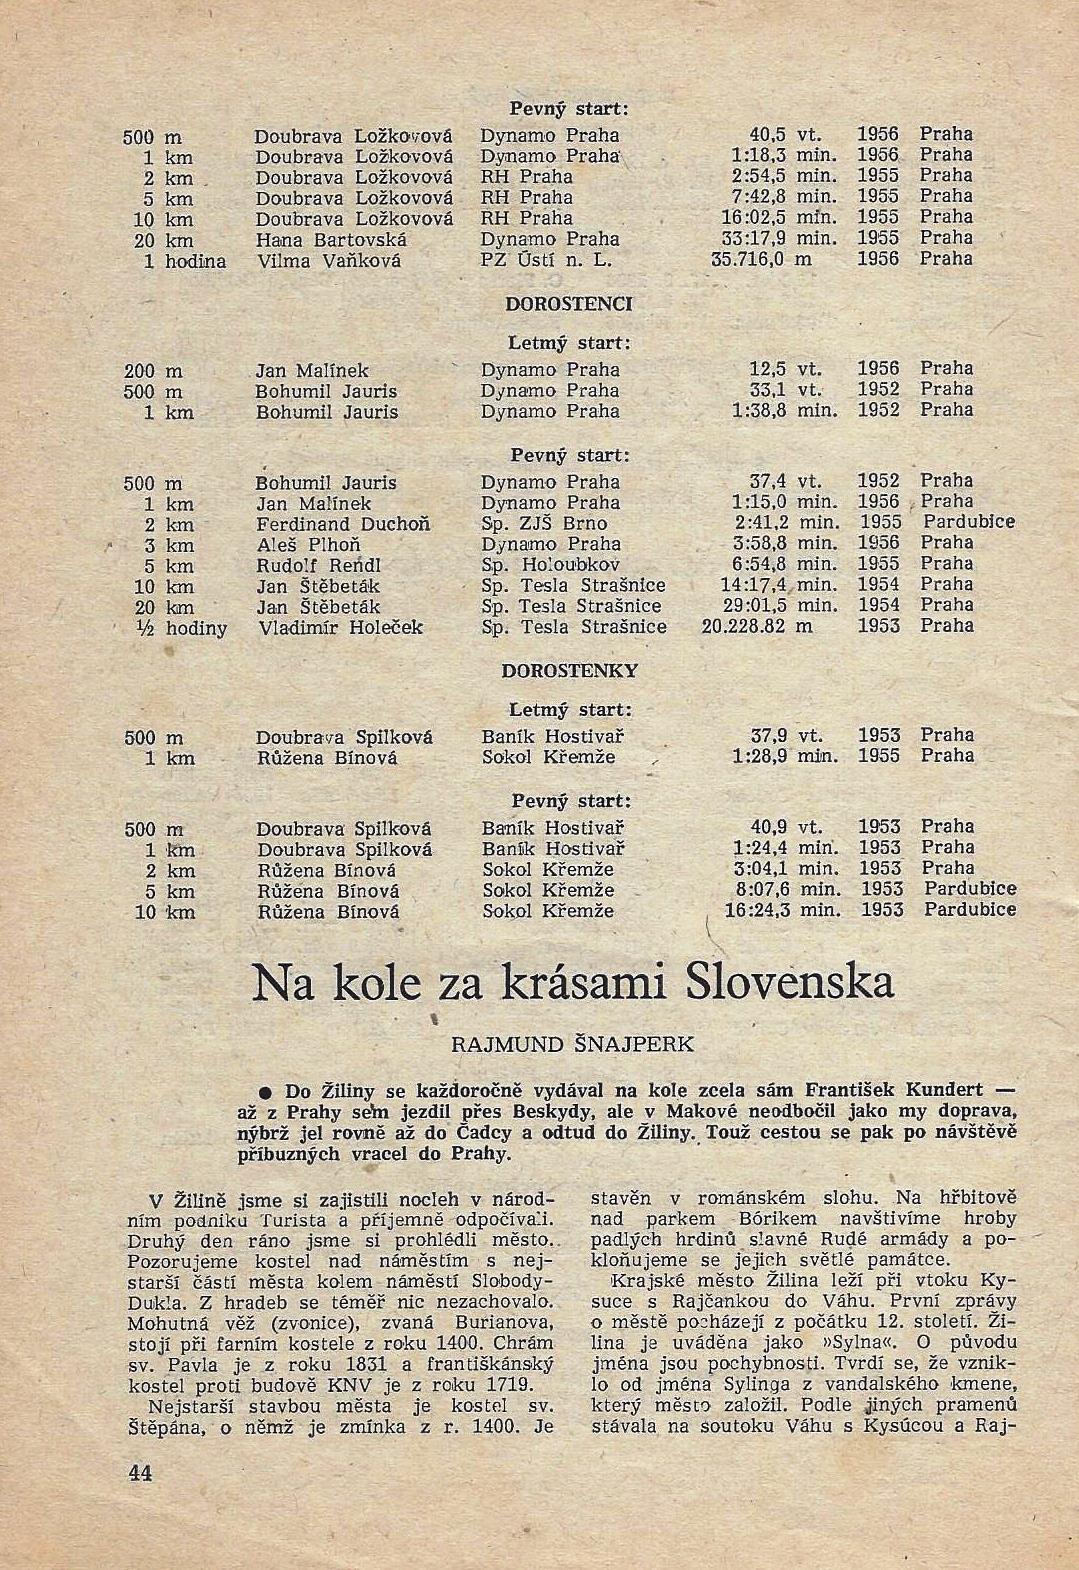 Pevný start:
500 m Doubrava Ložkovová Dynamo Praha 40,5 vt. 1956 Praha
1 km Doubrava Ložkovová Dynamo Praha 1:18,3 min. 1956 Praha
2 km Doubrava Ložkovová RH Praha 2:54,5 min. 1955 Praha
5 km Doubrava Ložkovová RH Praha 7:42,8 min. 1955 Praha
10 km Doubrava Ložkovová RH Praha 16:02,5 min. 1955 Praha
20 km Hana Bartovská Dynamo Praha 33:17,9 min. 1955 Praha
1 hodina Vilma Vaňková PZ Ústí n. L. 35.716,0 m 1956 Praha
DOROSTENCI
Letmý start:
200 m Jan Malínek Dynamo Praha 12,5 vt. 1956 Praha
500 m Bohumil Jauris Dynamo Praha 33,1 vt. 1952 Praha
1 km Bohumil Jauris Dynamo Praha 1:38,8 min. 1952 Praha
Pevný start:
500 m Bohumil Jauris Dynamo Praha 37,4 vt. 1952 Praha
1 km Jan Malínek Dynamo Praha 1:15,0 min. 1956 Praha
2 km Ferdinand Duchoň Sp. ZJŠ Brno 2:41,2 min. 1955 Pardubice
3 km Aleš Plhoň Dynamo Praha 3:58,8 min. 1956 Praha
5 km Rudolf Rendl Sp. Holoubkov 6:54,8 min. 1955 Praha
10 km Jan Štěbeták Sp. Tesla Strašnice 14:17,4 min. 1954 Praha
20 km Jan Štěbeták Sp. Tesla Strašnice 29:01,5 min. 1954 Praha
½ hodiny Vladimír Holeček Sp. Tesla Strašnice 20.228.82 m 1953 Praha
DOROSTENKY
Letmý start:
500 m Doubrava Spilková Baník Hostivař 37,9 vt. 1953 Praha
1 km Růžena Bínová Sokol Křemže 1:28,9 min. 1955 Praha
Pevný start:
500 m Doubrava Spilková Baník Hostivař 40,9 vt. 1953 Praha
1 km Doubrava Spilková Baník Hostivař 1:24,4 min. 1953 Praha
2 km Růžena Bínová Sokol Křemže 3:04,1 min. 1953 Praha
5 km Růžena Bínová Sokol Křemže 8:07,6 min. 1953 Pardubice
10 km Růžena Bínová Sokol Křemže 16:24,3 min. 1953 Pardubice
Na kole za krásami Slovenska
RAJMUND ŠNAJPERK
● Do Žiliny se každoročně vydával na kole zcela sám František Kundert —
až z Prahy sem jezdil přes Beskydy, ale v Makové neodbočil jako my doprava,
nýbrž jel rovně až do Čadcy a odtud do Žiliny. Touž cestou se pak po návštěvě
příbuzných vracel do Prahy.
V Žilině jsme si zajistili nocleh v národ-
ním podniku Turista a příjemně odpočívali.
Druhý den ráno jsme si prohlédli město.
Pozorujeme kostel nad náměstím s nej-
starší částí města kolem náměstí Slobody-
Dukla. Z hradeb se téměř nic nezachovalo.
Mohutná věž (zvonice), zvaná Burianova,
stojí při farním kostele z roku 1400. Chrám
sv. Pavla je z roku 1831 a františkánský
kostel proti budově KNV je z roku 1719.
Nejstarší stavbou města je kostel sv.
Štěpána, o němž je zmínka z r. 1400. Je
stavěn v románském slohu. Na hřbitově
nad parkem Bórikem navštivíme hroby
padlých hrdinů slavné Rudé armády a po-
kloňujeme se jejich světlé památce.
Krajské město Žilina leží při vtoku Ky-
suce s Rajčankou do Váhu. První zprávy
o městě pocházejí z počátku 12. století. Ži-
lina je uváděna jako »Sylna«. O původu
jména jsou pochybnosti. Tvrdí se, že vznik-
lo od jména Sylinga z vandalského kmene,
který město založil. Podle jiných pramenů
stávala na soutoku Váhu s Kysúcou a Raj-
44